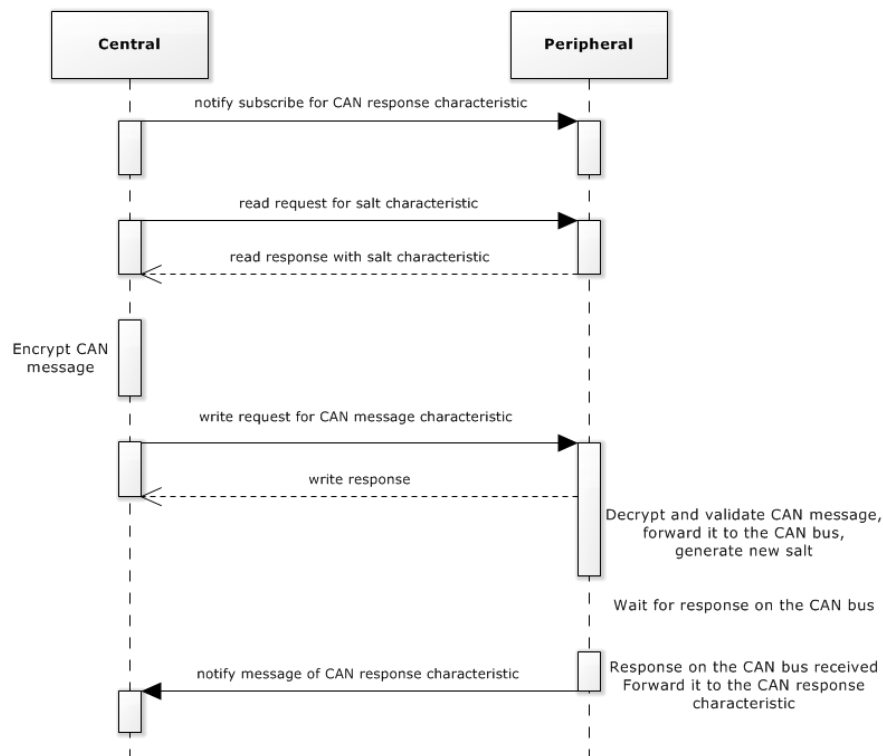 Central
Peripheral
notify subscribe for CAN response characteristic
read request for salt characteristic
read response with salt characteristic
Encrypt CAN
message
write request for CAN message characteristic
write response
Decrypt and validate CAN message,
forward it to the CAN bus,
generate new salt
Wait for response on the CAN bus
notify message of CAN response characteristic
Response on the CAN bus received
Forward it to the CAN response
characteristic